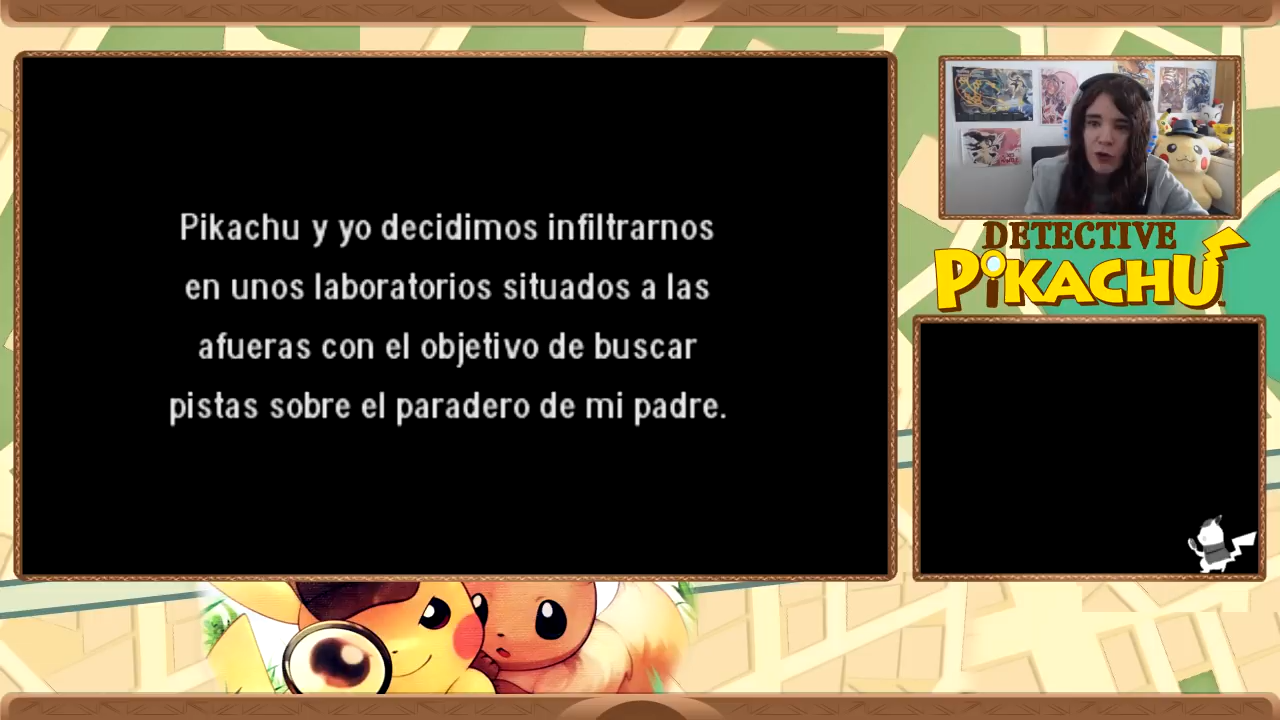 Pikachu y yo decidimos infiltrarnos
en unos laboratorios situados a las
afueras con el objetivo de buscar
pistas sobre el paradero de mi padre.
DETECTIVE
PiKACHU